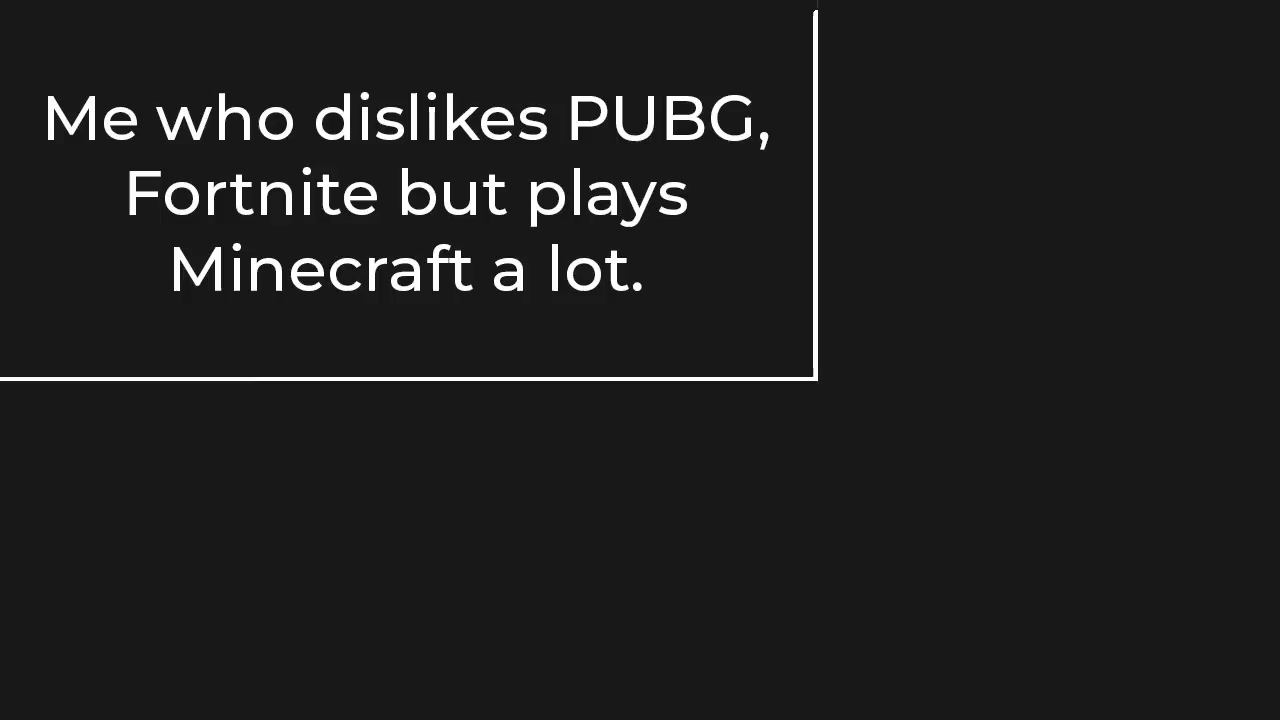 Me who dislikes PUBG,
Fortnite but plays
Minecraft a lot.